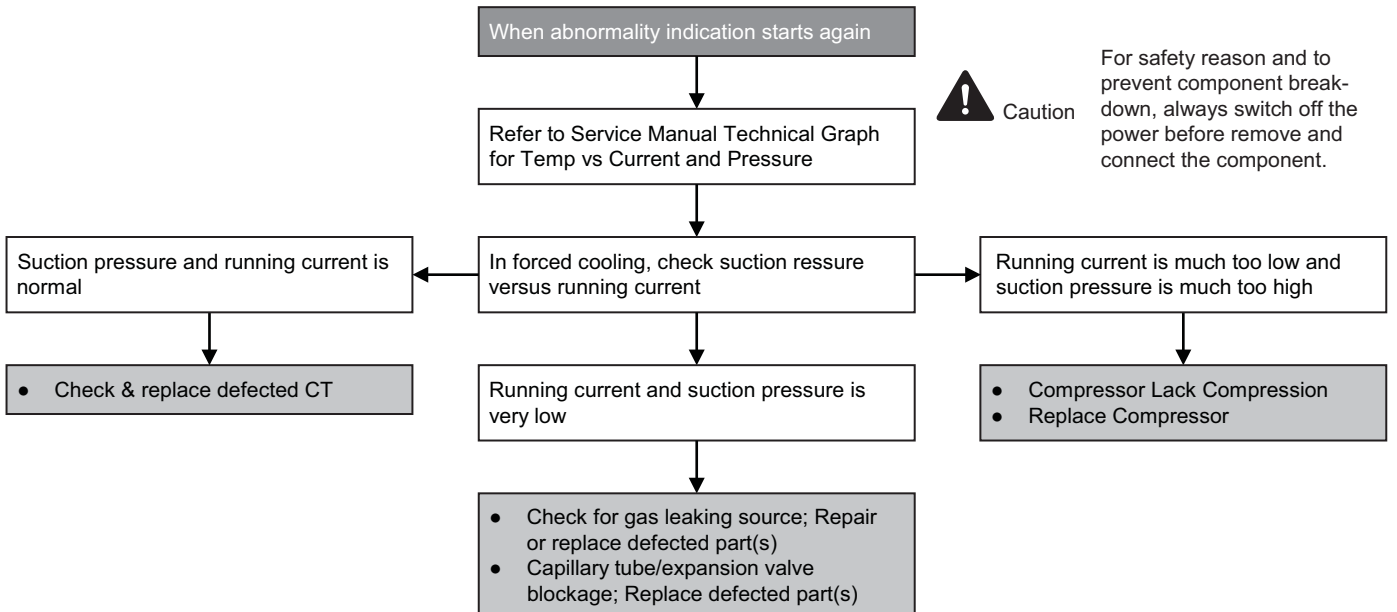 When abnormality indication starts again
Caution
For safety reason and to
prevent component break-
down, always switch off the
power before remove and
connect the component.
Refer to Service Manual Technical Graph
for Temp vs Current and Pressure
Suction pressure and running current is
normal
In forced cooling, check suction ressure
versus running current
Running current is much too low and
suction pressure is much too high
● Check & replace defected CT
Running current and suction pressure is
very low
● Compressor Lack Compression
● Replace Compressor
● Check for gas leaking source; Repair
or replace defected part(s)
● Capillary tube/expansion valve
blockage; Replace defected part(s)